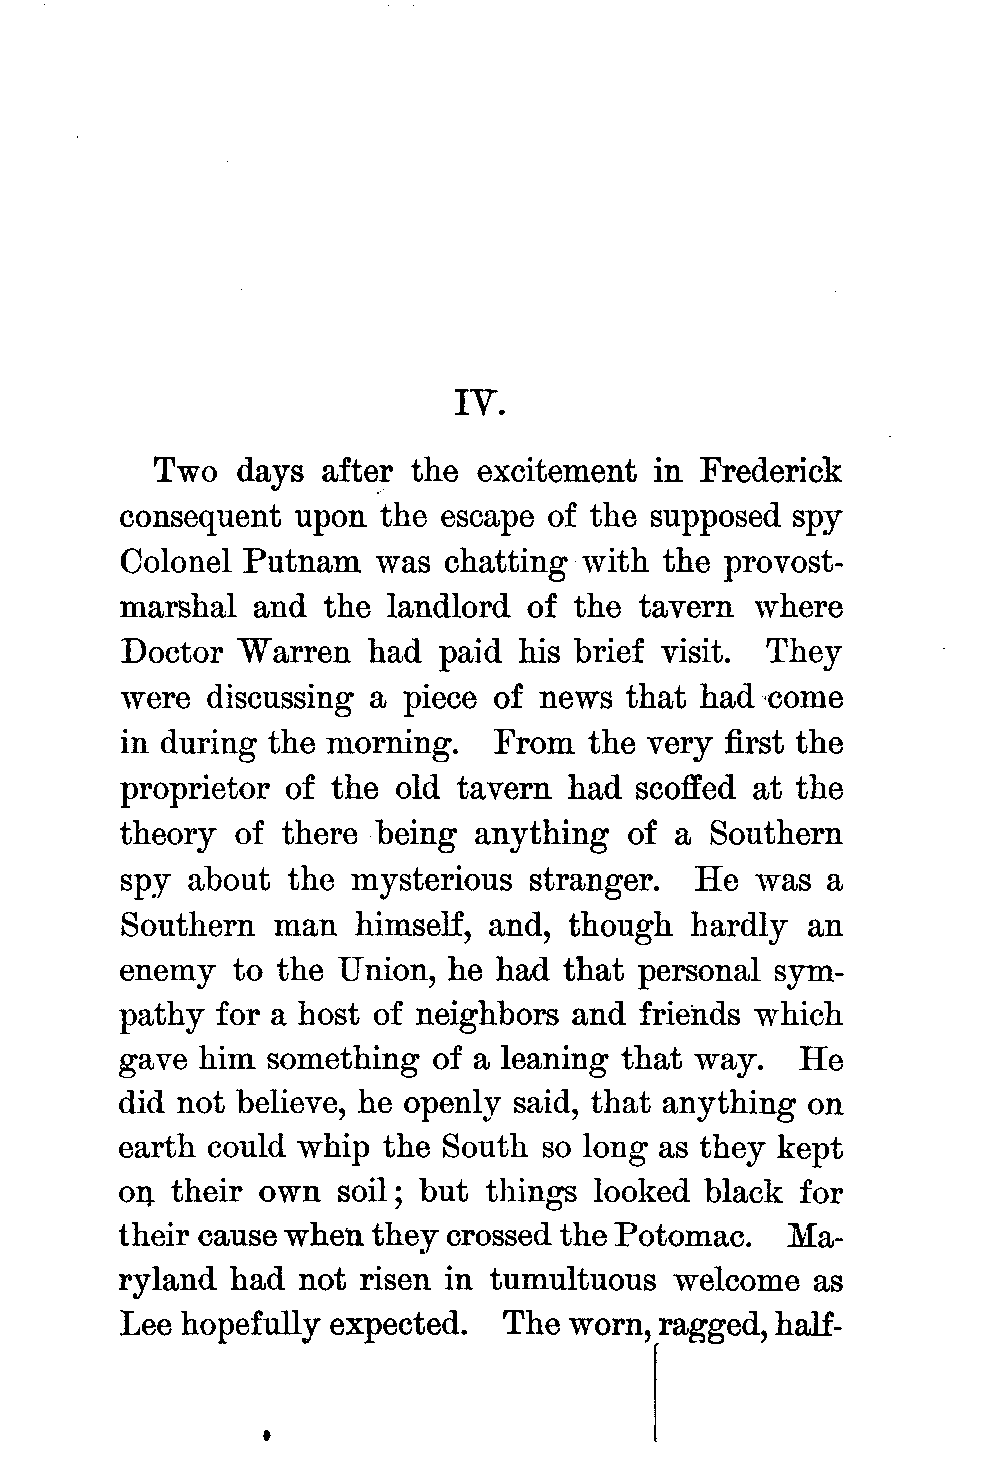 IV.
Two days after the excitement in Frederick
consequent upon the escape of the supposed spy
Colonel Putnam was chatting with the provost-
marshal and the landlord of the tavern where
Doctor Warren had paid his brief visit. They
were discussing a piece of news that had come
in during the morning. From the very first the
proprietor of the old tavern had scoffed at the
theory of there being anything of a Southern
spy about the mysterious stranger. He was a
Southern man himself, and, though hardly an
enemy to the Union, he had that personal sym-
pathy for a host of neighbors and friends which
gave him something of a leaning that way. He
did not believe, he openly said, that anything on
earth could whip the South so long as they kept
on their own soil; but things looked black for
their cause when they crossed the Potomac. Ma-
ryland had not risen in tumultuous welcome as
Lee hopefully expected. The worn, ragged, half-